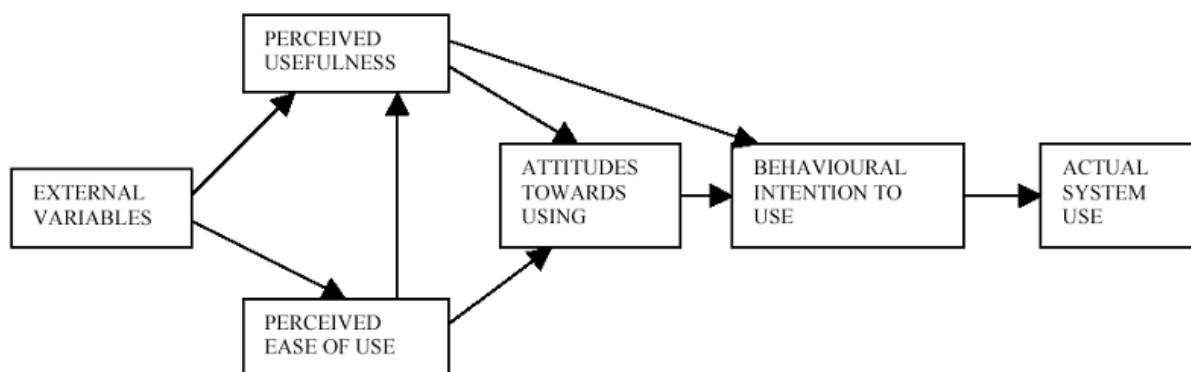 PERCEIVED
USEFULNESS
EXTERNAL
VARIABLES
PERCEIVED
EASE OF USE
ATTITUDES
TOWARDS
USING
BEHAVIOURAL
INTENTION TO
USE
ACTUAL
SYSTEM
USE